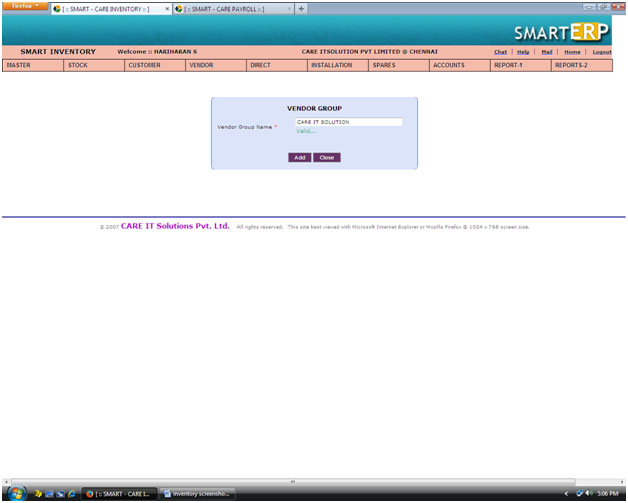 Firefox
[ :: SMART - CARE INVENTORY :: ] × [ :: SMART - CARE PAYROLL :: ] × +
SMARTERP
SMART INVENTORY Welcome :: HARIHARAN S CARE ITSOLUTION PVT LIMITED @ CHENNAI Chat | Help | Mail | Home | Logout
MASTER STOCK CUSTOMER VENDOR DIRECT INSTALLATION SPARES ACCOUNTS REPORT-1 REPORTS-2
VENDOR GROUP
Vendor Group Name * CARE IT SOLUTION
Valid...
Add Close
© 2007 CARE IT Solutions Pvt. Ltd. All rights reserved. This site best viewed with Microsoft Internet Explorer or Mozilla Firefox @ 1024 x 768 screen size.
[ :: SMART - CARE I... inventory screensho... 5:06 PM